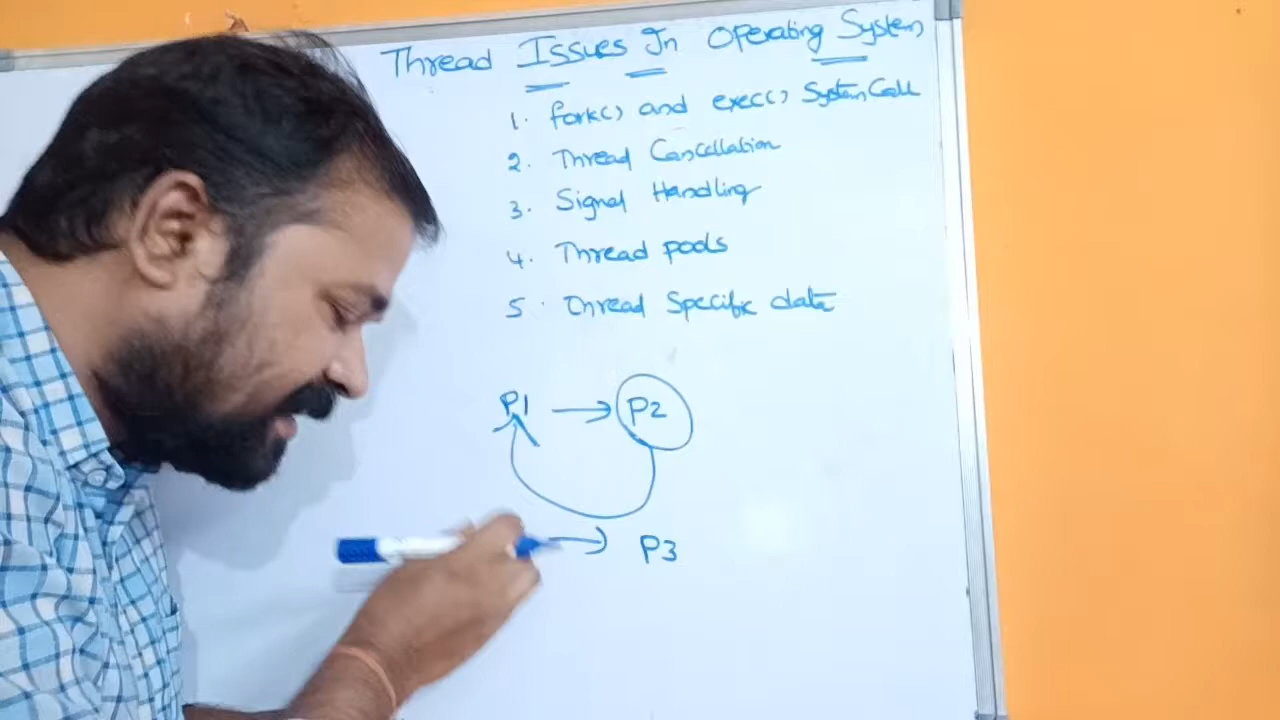 Thread Issues In Operating System
1. fork() and exec() System Call
2. Thread Cancellation
3. Signal Handling
4. Thread pools
5. Thread Specific data
P1 → P2
→ P3